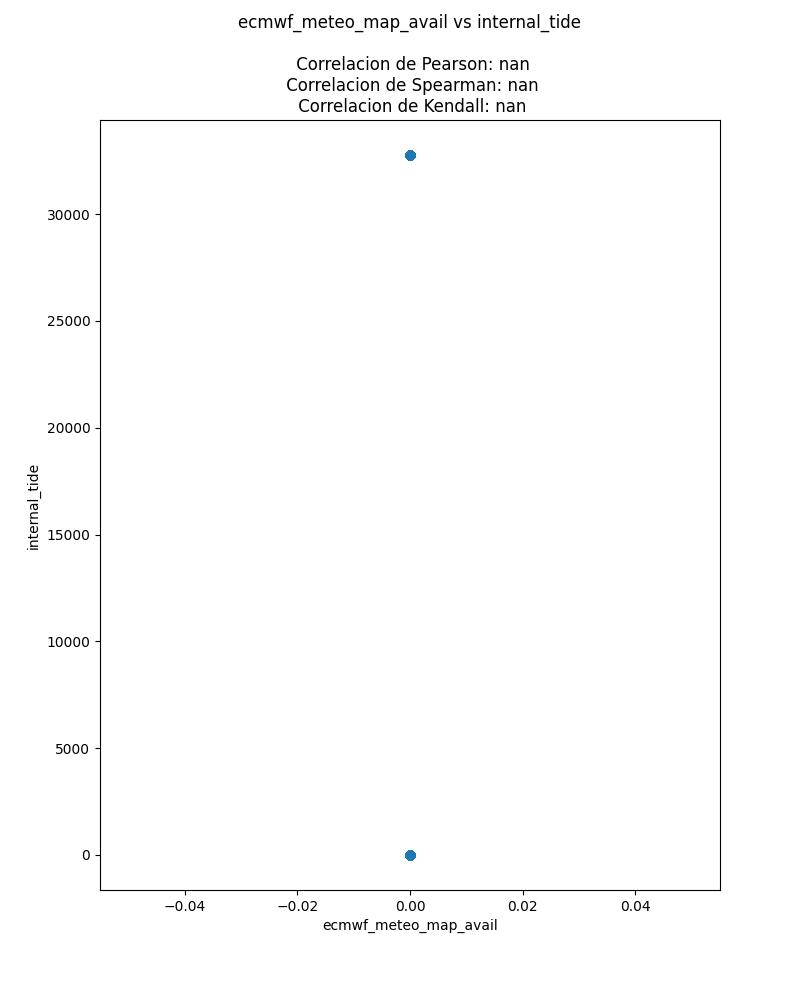 ecmwf_meteo_map_avail vs internal_tide
Correlacion de Pearson: nan
Correlacion de Spearman: nan
Correlacion de Kendall: nan
30000
25000
20000
15000
10000
5000
0
internal_tide
−0.04
−0.02
0.00
0.02
0.04
ecmwf_meteo_map_avail